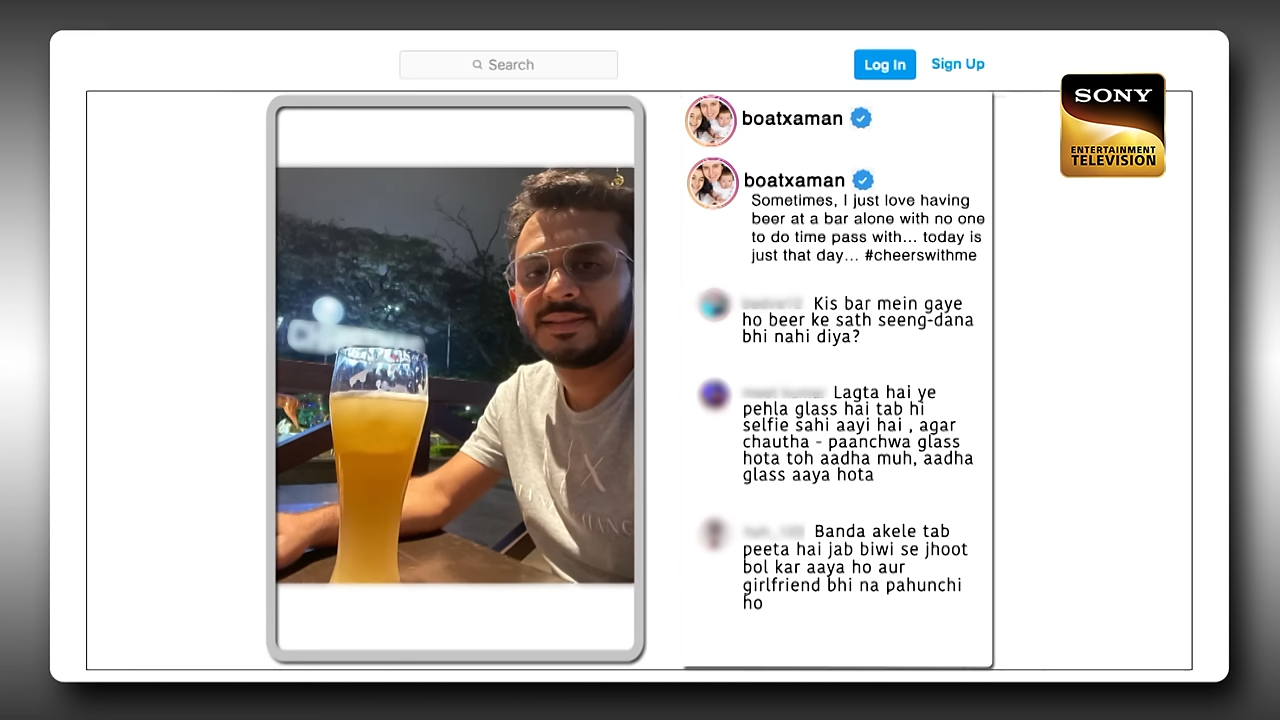 Search
Log In
Sign Up
SONY
ENTERTAINMENT
TELEVISION
boatxaman
boatxaman
Sometimes, I just love having
beer at a bar alone with no one
to do time pass with... today is
just that day... #cheerswithme
Kis bar mein gaye
ho beer ke sath seeng-dana
bhi nahi diya?
Lagta hai ye
pehla glass hai tab hi
selfie sahi aayi hai , agar
chautha - paanchwa glass
hota toh aadha muh, aadha
glass aaya hota
Banda akele tab
peeta hai jab biwi se jhoot
bol kar aaya ho aur
girlfriend bhi na pahunchi
ho
X